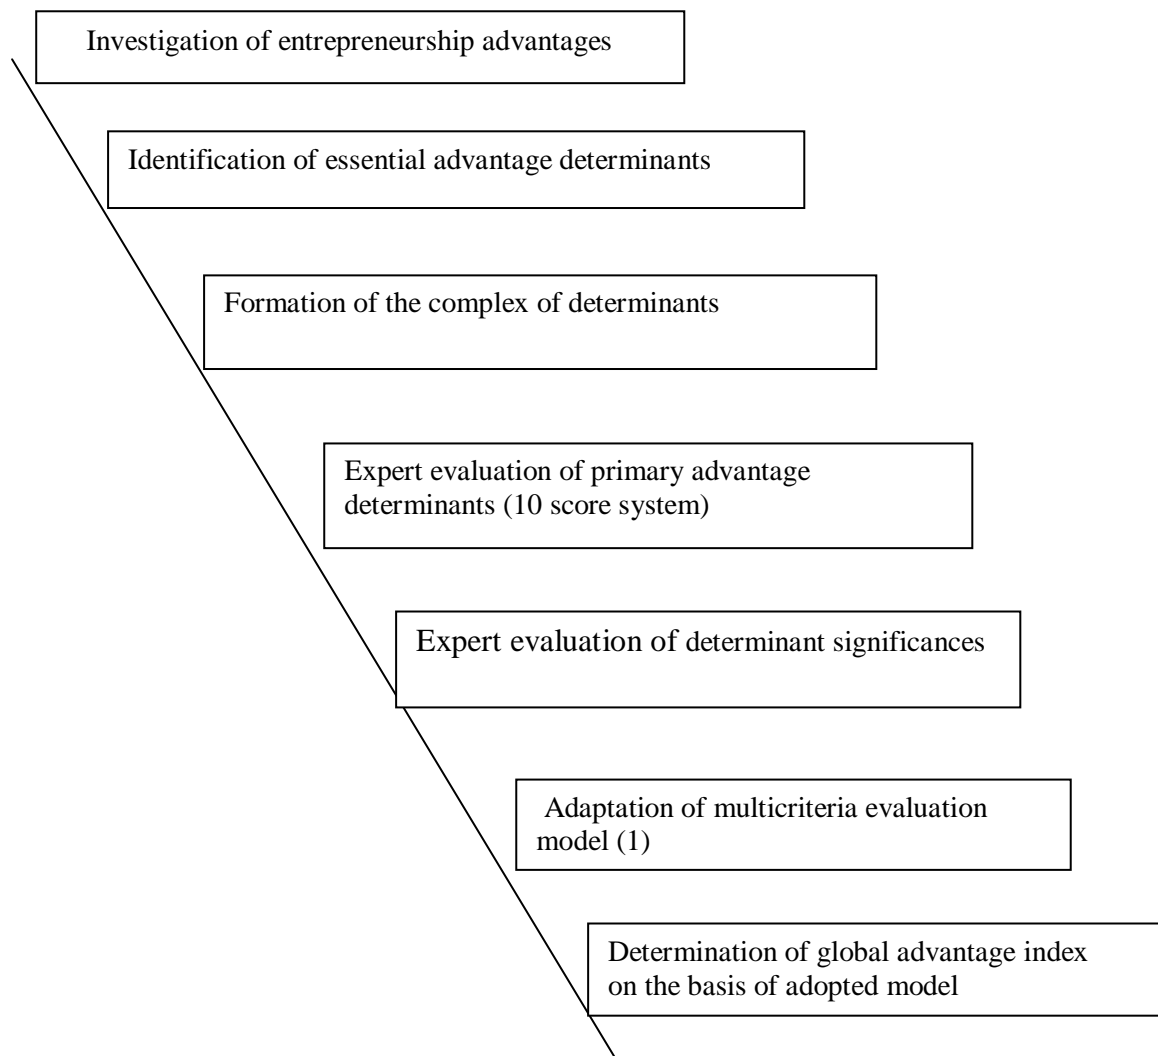 Investigation of entrepreneurship advantages
Identification of essential advantage determinants
Formation of the complex of determinants
Expert evaluation of primary advantage
determinants (10 score system)
Expert evaluation of determinant significances
Adaptation of multicriteria evaluation
model (1)
Determination of global advantage index
on the basis of adopted model